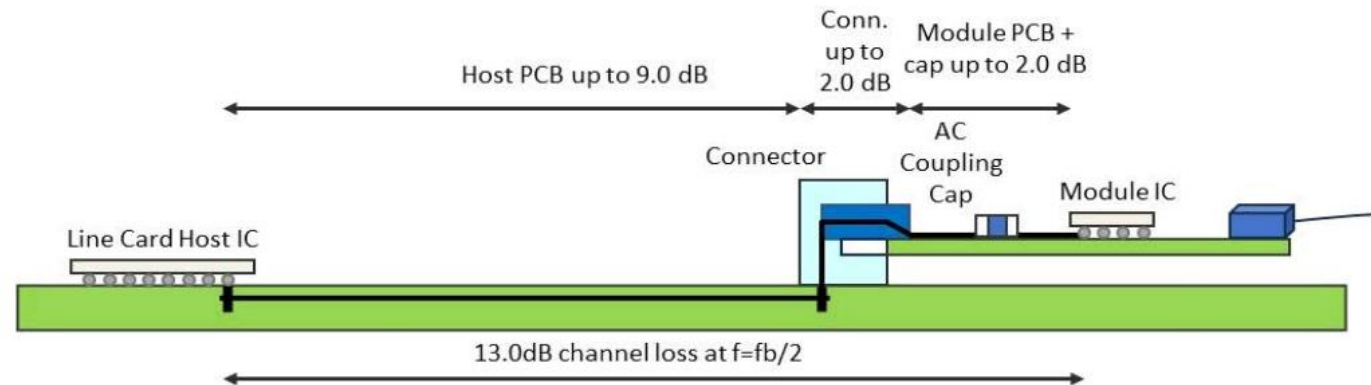 Conn.
up to
2.0 dB
Module PCB +
cap up to 2.0 dB
Host PCB up to 9.0 dB
Connector
AC
Coupling
Cap
Module IC
Line Card Host IC
13.0dB channel loss at f=fb/2